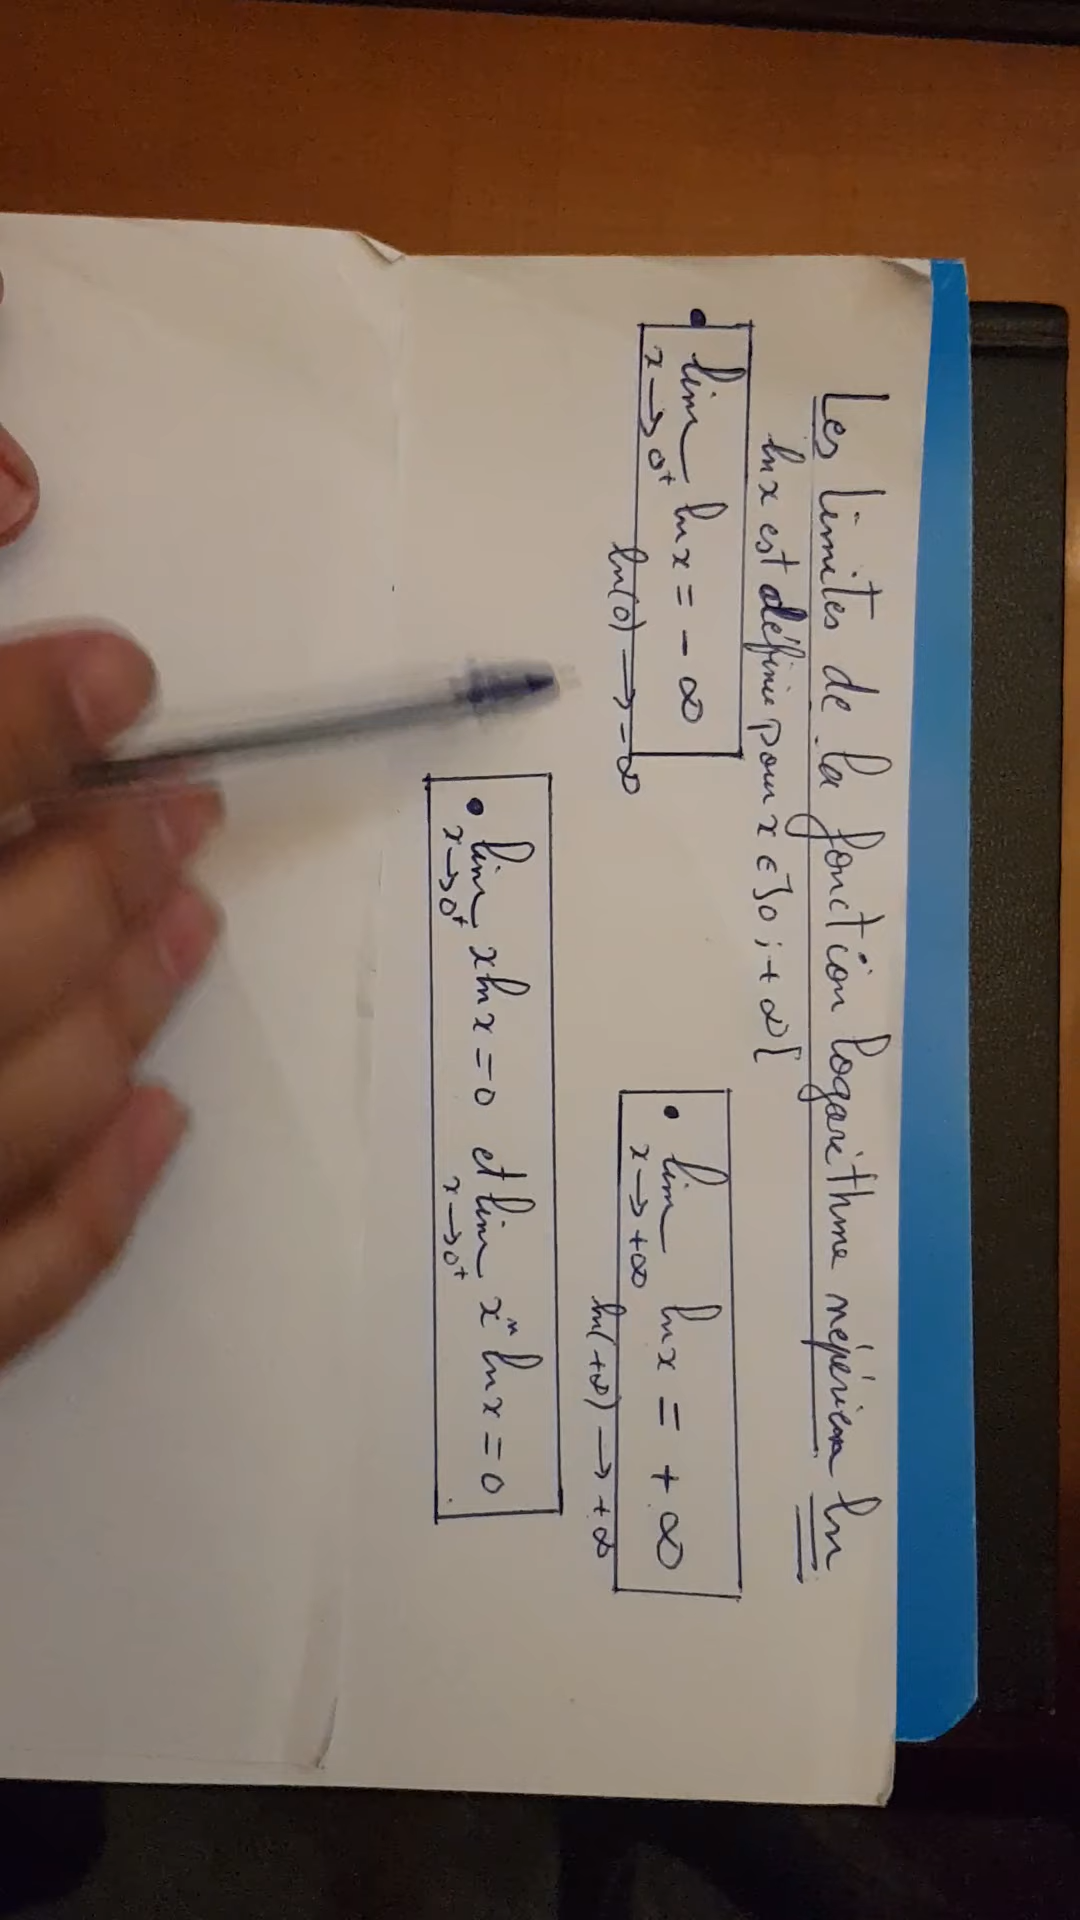 Les limites de la fonction logarithme népérien ln
ln x est définie pour x ∈ ]0 ; + ∞[
• lim ln x = - ∞
x → 0⁺
ln(0) → - ∞
• lim ln x = + ∞
x → +∞
ln(+∞) → + ∞
• lim x ln x = 0 et lim xⁿ ln x = 0
x → 0⁺ x → 0⁺